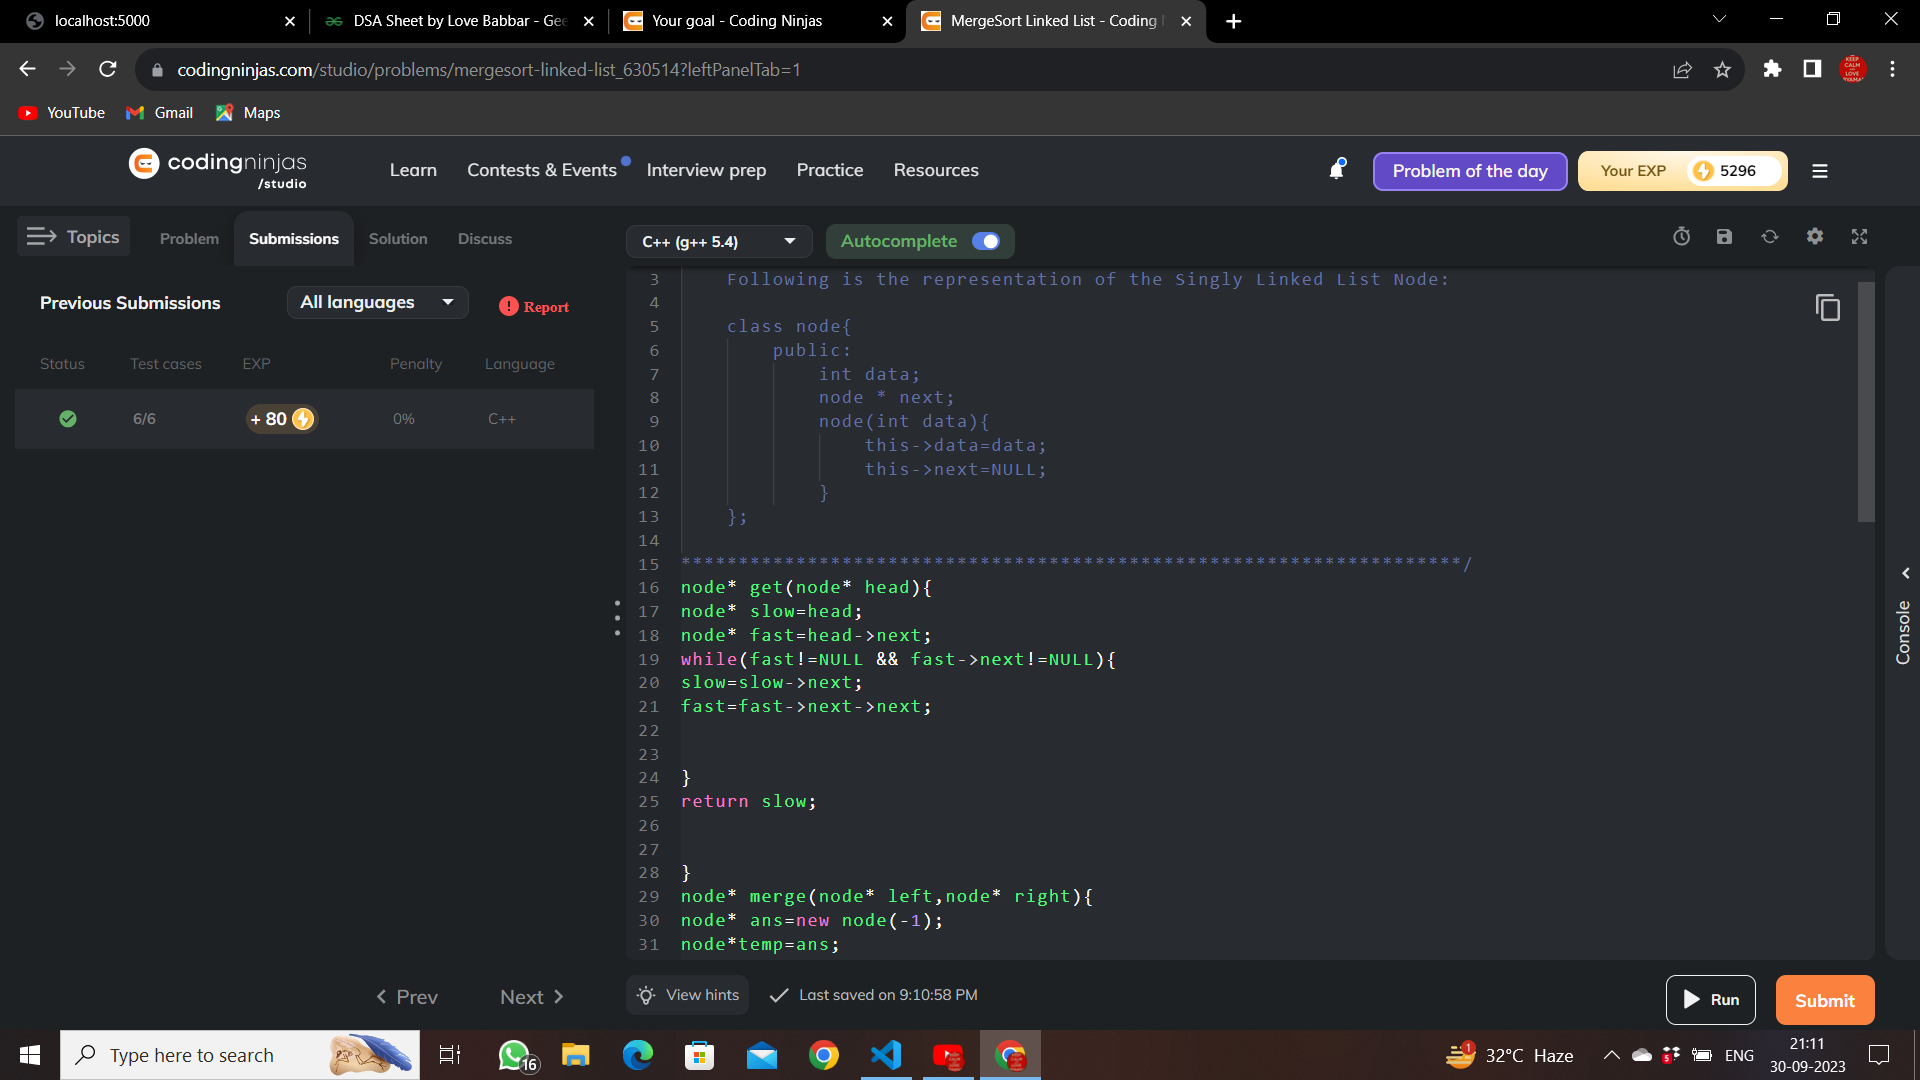 localhost:5000
DSA Sheet by Love Babbar - Gee
Your goal - Coding Ninjas
MergeSort Linked List - Coding
codingninjas.com/studio/problems/mergesort-linked-list_630514?leftPanelTab=1
YouTube
Gmail
Maps
codingninjas
/studio
Learn
Contests & Events
Interview prep
Practice
Resources
Problem of the day
Your EXP
5296
Topics
Problem
Submissions
Solution
Discuss
C++ (g++ 5.4)
Autocomplete
Previous Submissions
All languages
Report
Status
Test cases
EXP
Penalty
Language
6/6
+ 80
0%
C++
3 Following is the representation of the Singly Linked List Node:
4
5 class node{
6 public:
7 int data;
8 node * next;
9 node(int data){
10 this->data=data;
11 this->next=NULL;
12 }
13 };
14
15 ********************************************************************/
16 node* get(node* head){
17 node* slow=head;
18 node* fast=head->next;
19 while(fast!=NULL && fast->next!=NULL){
20 slow=slow->next;
21 fast=fast->next->next;
22
23
24 }
25 return slow;
26
27
28 }
29 node* merge(node* left,node* right){
30 node* ans=new node(-1);
31 node*temp=ans;
Console
Prev
Next
View hints
Last saved on 9:10:58 PM
Run
Submit
Type here to search
16
1
32°C Haze
5
ENG
21:11
30-09-2023